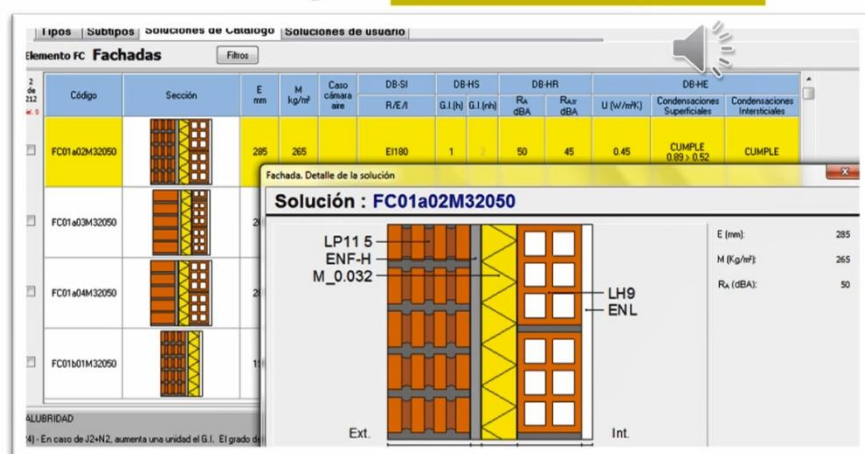 Tipos Subtipos Soluciones de Catálogo Soluciones de usuario
Elemento FC Fachadas Filtros
2 de 212
Código Sección E mm M kg/m² Caso cámara aire DB-SI DB-HS DB-HR DB-HE
R/E/I G.I.(h) G.I.(nh) RA dBA U (W/m²K) Condensaciones Superficiales Condensaciones Intersticiales
FC01a02M32050 285 265 EI180 1 2 50 45 0.45 CUMPLE 0.89 > 0.52 CUMPLE
Fachada. Detalle de la solución
Solución : FC01a02M32050
FC01a03M32050
FC01a04M32050
FC01b01M32050
LP11 5
ENF-H
M_0.032
LH9
ENL
E (mm): 285
M (Kg/m²): 265
RA (dBA): 50
Ext. Int.
ALUBRIDAD
4) - En caso de J2+N2, aumenta una unidad el G.I. El grado de